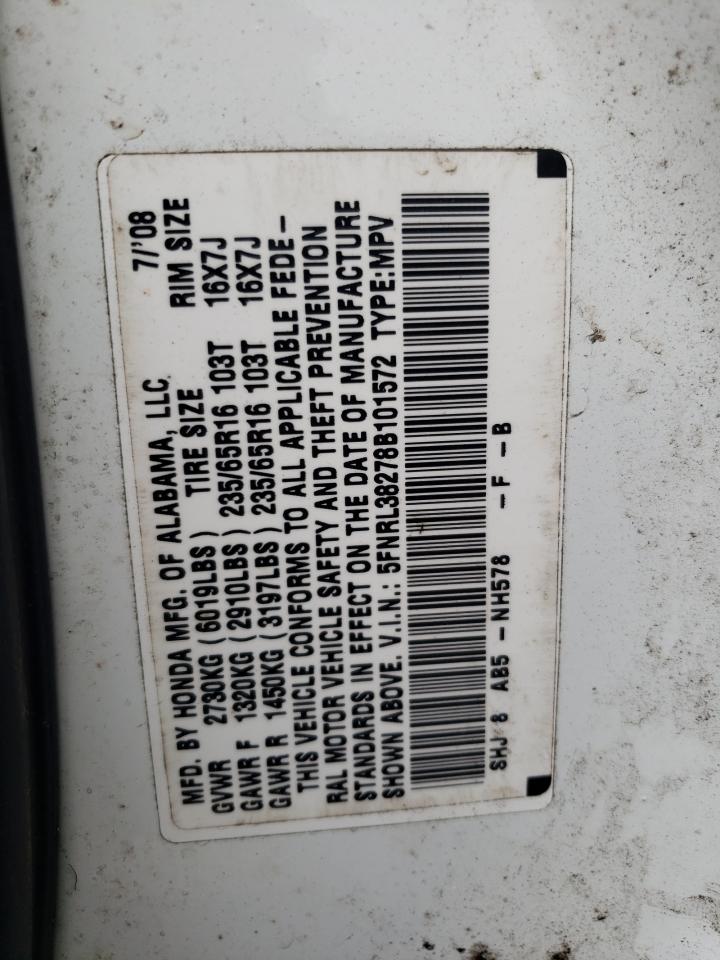 MFD. BY HONDA MFG. OF ALABAMA, LLC 7/'08
GVWR 2730KG (6019LBS) TIRE SIZE RIM SIZE
GAWR F 1320KG (2910LBS) 235/65R16 103T 16X7J
GAWR R 1450KG (3197LBS) 235/65R16 103T 16X7J
THIS VEHICLE CONFORMS TO ALL APPLICABLE FEDE-
RAL MOTOR VEHICLE SAFETY AND THEFT PREVENTION
STANDARDS IN EFFECT ON THE DATE OF MANUFACTURE
SHOWN ABOVE. V.I.N.: 5FNRL38278B101572 TYPE:MPV
SHJ 8 AB5 -NH578 -F -B